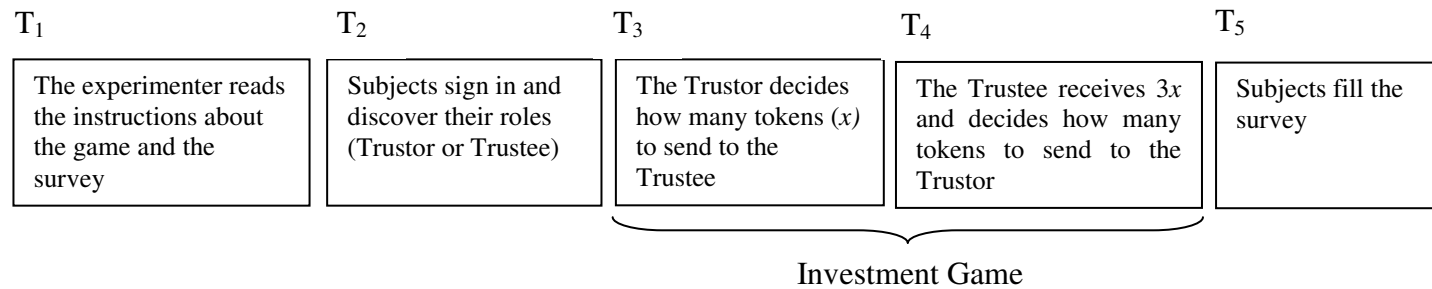 T₁ T₂ T₃ T₄ T₅
The experimenter reads
the instructions about
the game and the
survey
Subjects sign in and
discover their roles
(Trustor or Trustee)
The Trustor decides
how many tokens (x)
to send to the
Trustee
The Trustee receives 3x
and decides how many
tokens to send to the
Trustor
Subjects fill the
survey
Investment Game